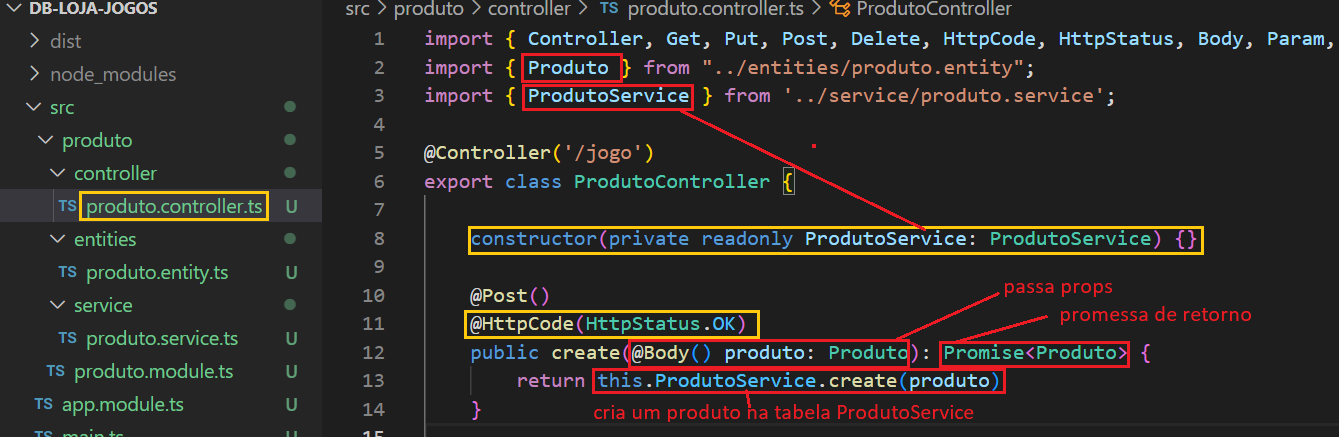 DB-LOJA-JOGOS
dist
node_modules
src
produto
controller
TS produto.controller.ts U
entities
TS produto.entity.ts U
service
TS produto.service.ts U
TS produto.module.ts U
TS app.module.ts U
TS main.ts U
src > produto > controller > TS produto.controller.ts > ProdutoController
1 import { Controller, Get, Put, Post, Delete, HttpCode, HttpStatus, Body, Param,
2 import { Produto } from "../entities/produto.entity";
3 import { ProdutoService } from '../service/produto.service';
4
5 @Controller('/jogo')
6 export class ProdutoController {
7
8 constructor(private readonly ProdutoService: ProdutoService) {}
9
10 @Post()
passa props
11 @HttpCode(HttpStatus.OK)
promessa de retorno
12 public create(@Body() produto: Produto): Promise<Produto> {
13 return this.ProdutoService.create(produto)
cria um produto na tabela ProdutoService
14 }
15